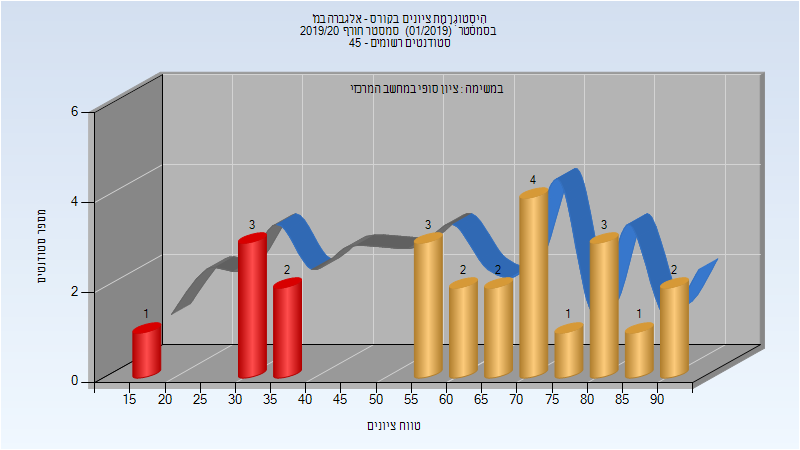 היסטוגרמת ציונים בקורס - אלגברה במ'
בסמסטר (01/2019) סמסטר חורף 2019/20
סטודנטים רשומים - 45
במשימה : ציון סופי במחשב המרכזי
מספר סטודנטים
6
4
2
0
1
3
2
3
2
2
4
1
3
1
2
15 20 25 30 35 40 45 50 55 60 65 70 75 80 85 90
טווח ציונים